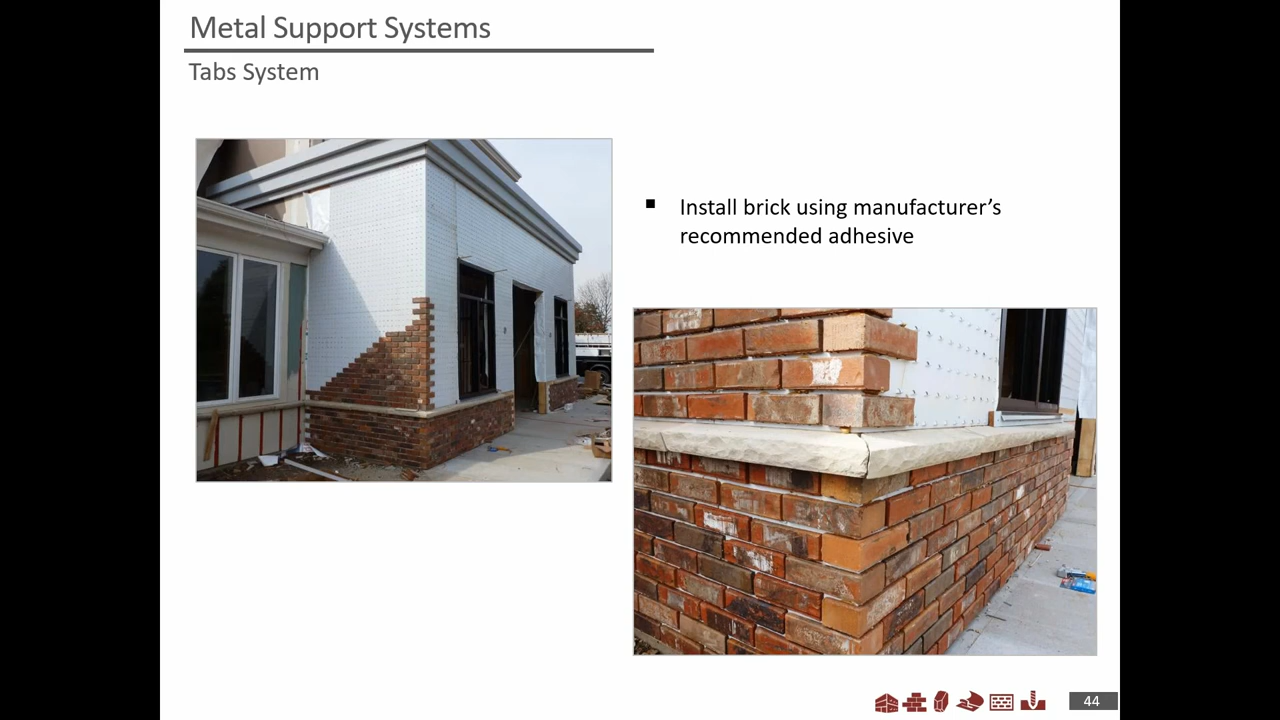 Metal Support Systems
Tabs System
▪ Install brick using manufacturer’s
recommended adhesive
44